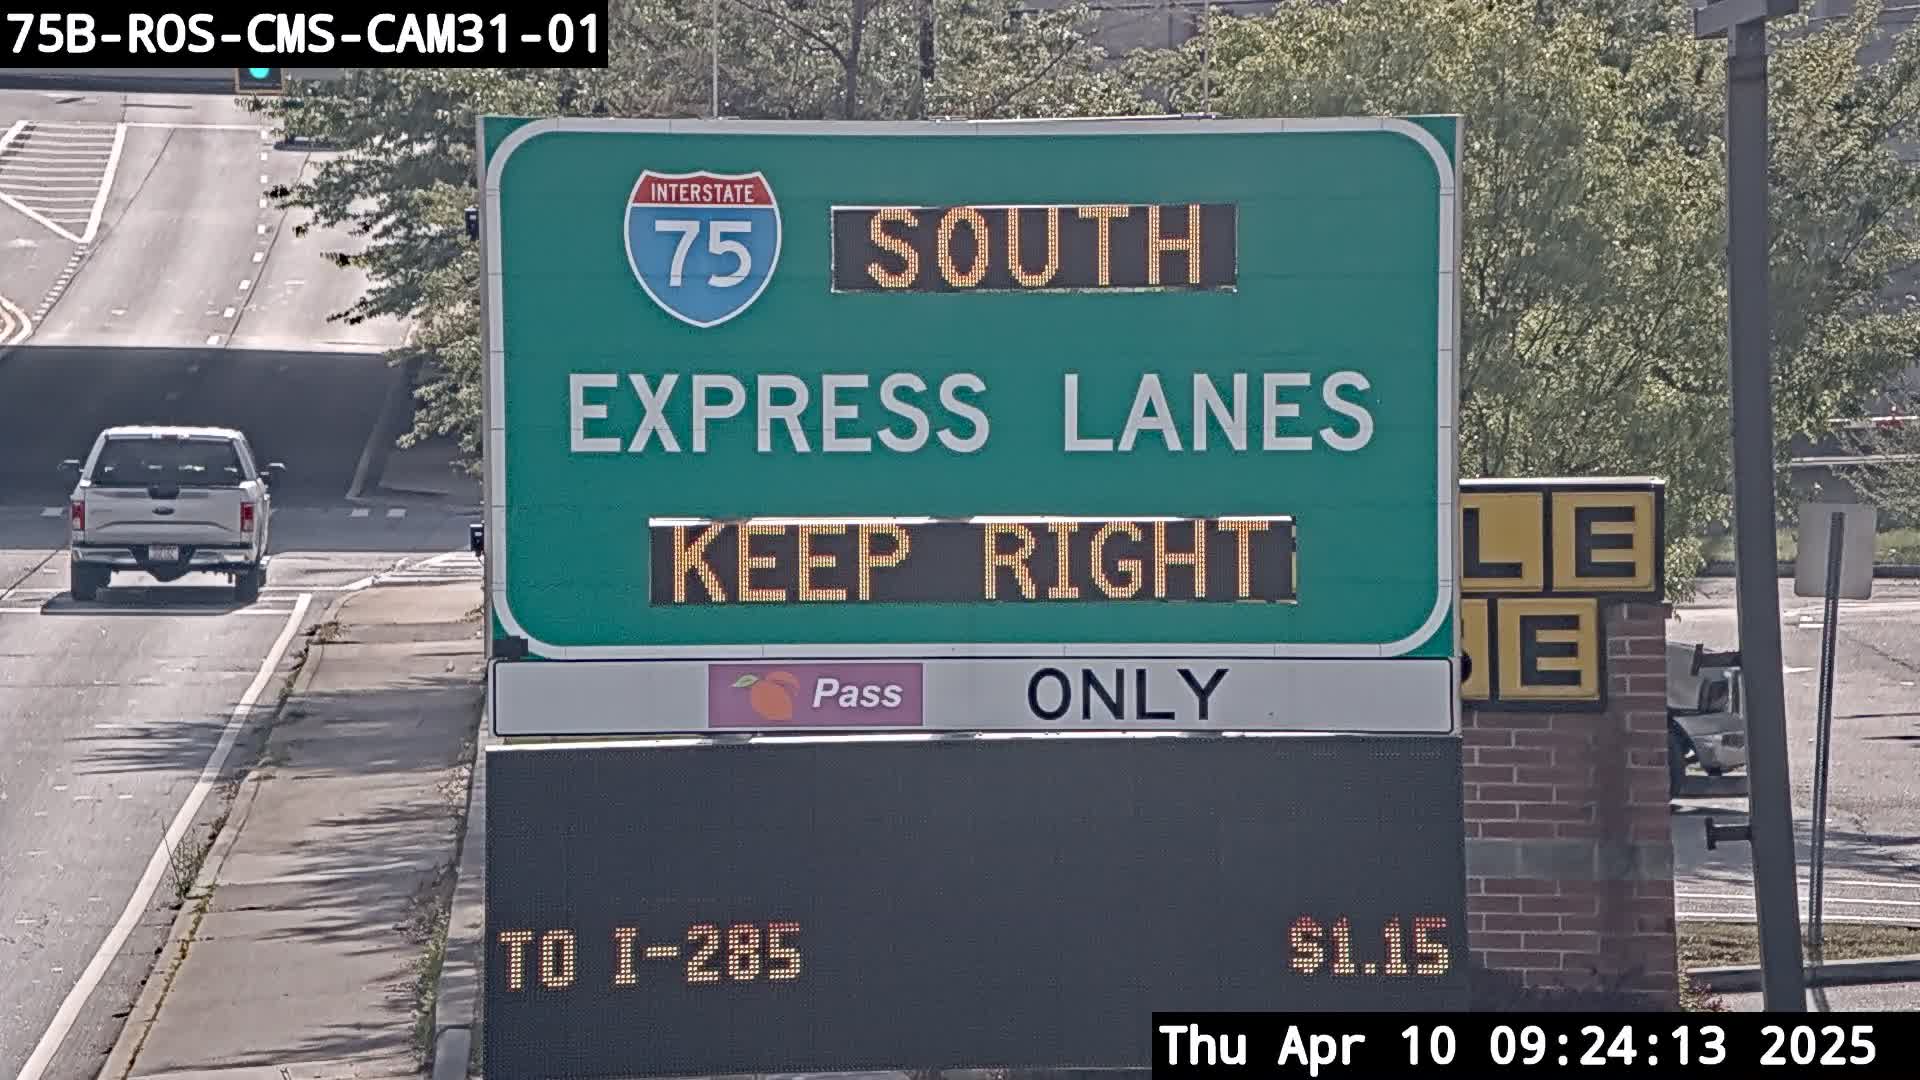 75B-ROS-CMS-CAM31-01
INTERSTATE
75
SOUTH
EXPRESS LANES
KEEP RIGHT
Pass ONLY
TO I-285 $1.15
LE
E
Thu Apr 10 09:24:13 2025